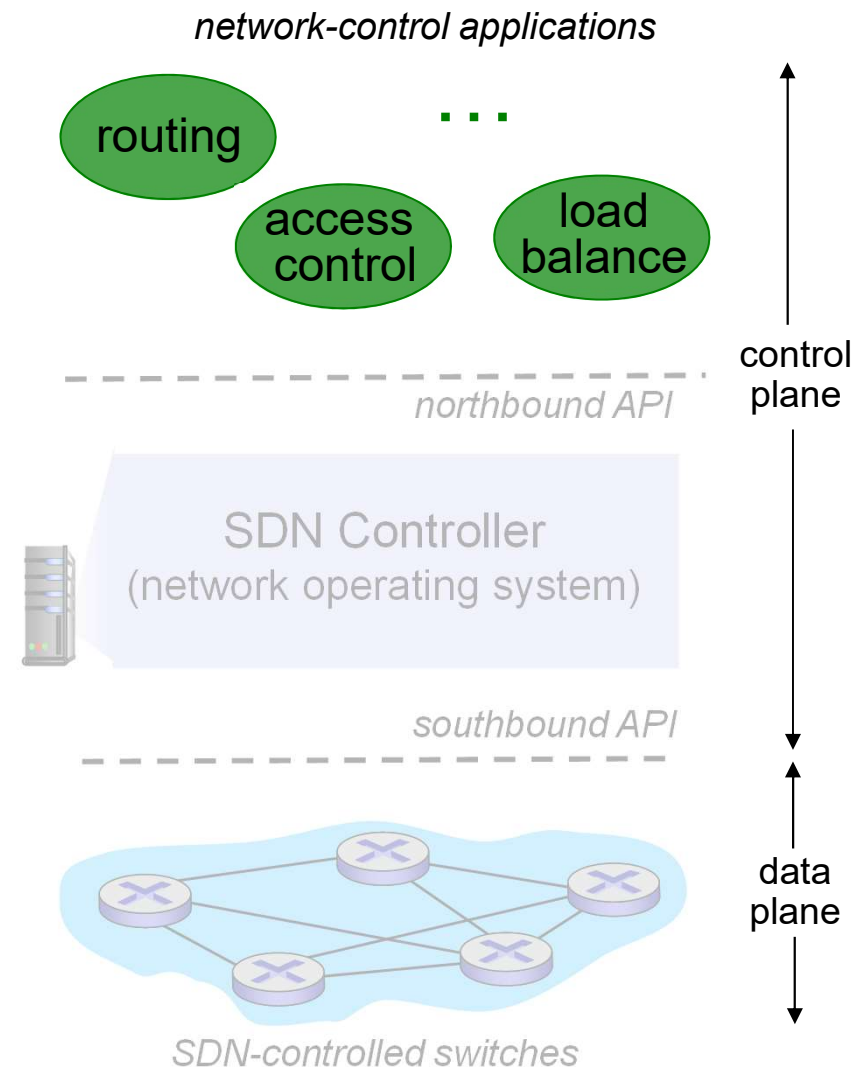 network-control applications
routing
. . .
access
control
load
balance
control
plane
northbound API
SDN Controller
(network operating system)
southbound API
data
plane
SDN-controlled switches